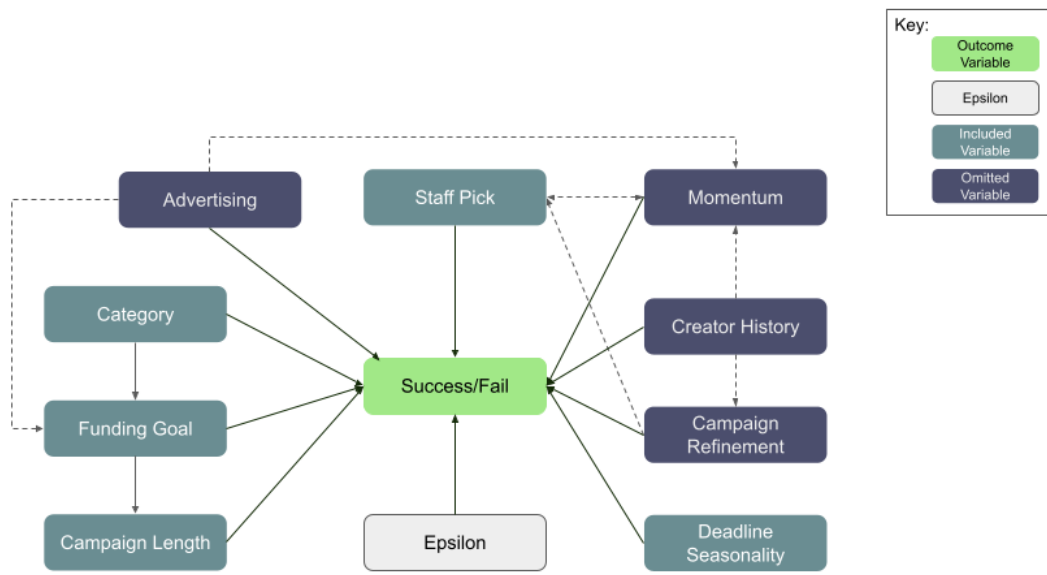 Key:
Outcome
Variable
Epsilon
Included
Variable
Omitted
Variable
Advertising
Staff Pick
Momentum
Category
Creator History
Success/Fail
Funding Goal
Campaign
Refinement
Campaign Length
Epsilon
Deadline
Seasonality